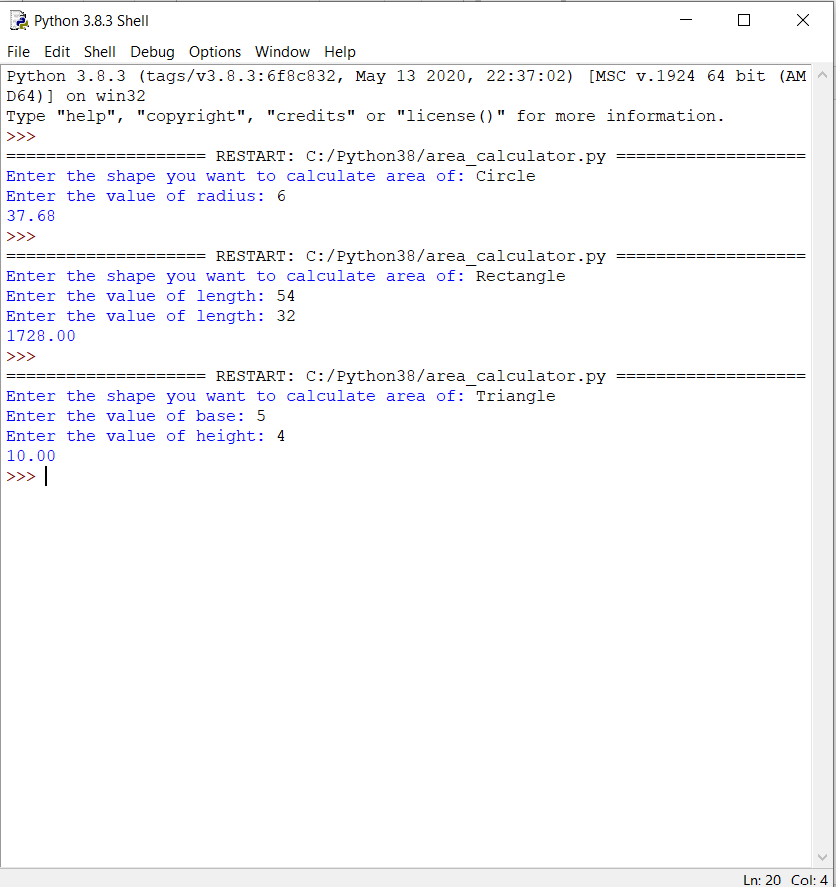 Python 3.8.3 Shell
File Edit Shell Debug Options Window Help
Python 3.8.3 (tags/v3.8.3:6f8c832, May 13 2020, 22:37:02) [MSC v.1924 64 bit (AM
D64)] on win32
Type "help", "copyright", "credits" or "license()" for more information.
>>>
==================== RESTART: C:/Python38/area_calculator.py ===================
Enter the shape you want to calculate area of: Circle
Enter the value of radius: 6
37.68
>>>
==================== RESTART: C:/Python38/area_calculator.py ===================
Enter the shape you want to calculate area of: Rectangle
Enter the value of length: 54
Enter the value of length: 32
1728.00
>>>
==================== RESTART: C:/Python38/area_calculator.py ===================
Enter the shape you want to calculate area of: Triangle
Enter the value of base: 5
Enter the value of height: 4
10.00
>>>
Ln: 20 Col: 4